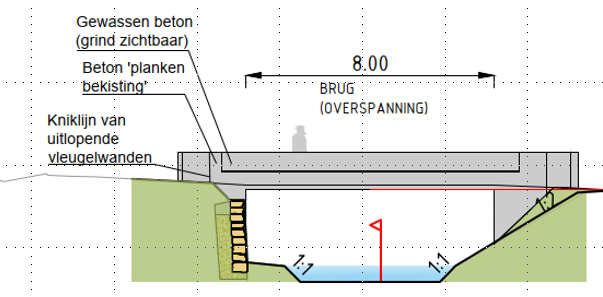 Gewassen beton
(grind zichtbaar)
Beton 'planken
bekisting'
Kniklijn van
uitlopende
vleugelwanden
8.00
BRUG
(OVERSPANNING)
1:1
1:1